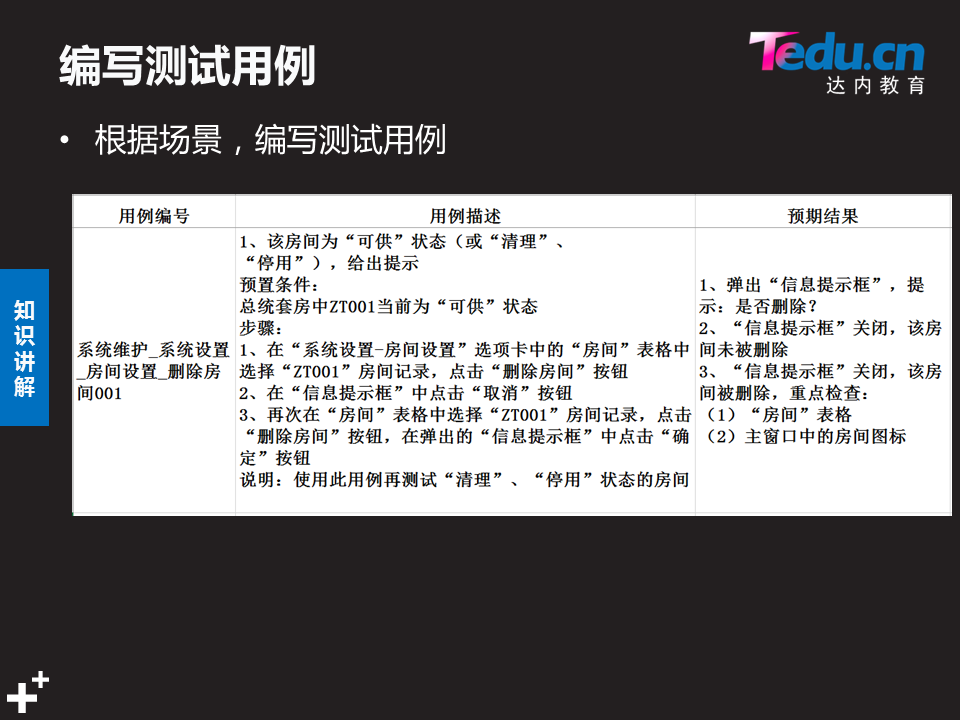 编写测试用例
Tedu.cn
达内教育
• 根据场景，编写测试用例
知识讲解
用例编号
用例描述
预期结果
系统维护_系统设置
_房间设置_删除房
间001
1、该房间为“可供”状态（或“清理”、
“停用”），给出提示
预置条件：
总统套房中ZT001当前为“可供”状态
步骤：
1、在“系统设置-房间设置”选项卡中的“房间”表格中
选择“ZT001”房间记录，点击“删除房间”按钮
2、在“信息提示框”中点击“取消”按钮
3、再次在“房间”表格中选择“ZT001”房间记录，点击
“删除房间”按钮，在弹出的“信息提示框”中点击“确
定”按钮
说明：使用此用例再测试“清理”、“停用”状态的房间
1、弹出“信息提示框”，提
示：是否删除？
2、“信息提示框”关闭，该房
间未被删除
3、“信息提示框”关闭，该房
间被删除，重点检查：
（1）“房间”表格
（2）主窗口中的房间图标